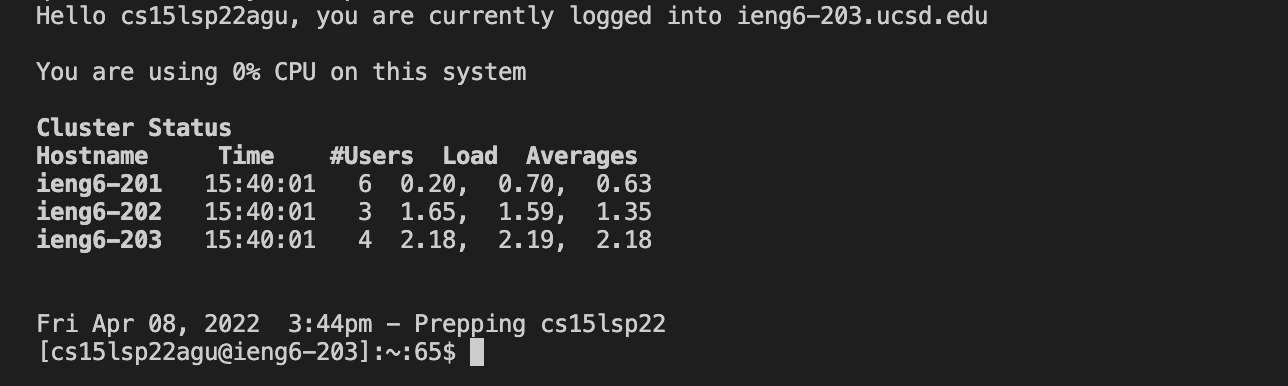 Hello cs15lsp22agu, you are currently logged into ieng6-203.ucsd.edu
You are using 0% CPU on this system
Cluster Status
Hostname     Time    #Users  Load  Averages
ieng6-201   15:40:01   6  0.20,  0.70,  0.63
ieng6-202   15:40:01   3  1.65,  1.59,  1.35
ieng6-203   15:40:01   4  2.18,  2.19,  2.18
Fri Apr 08, 2022  3:44pm - Prepping cs15lsp22
[cs15lsp22agu@ieng6-203]:~:65$